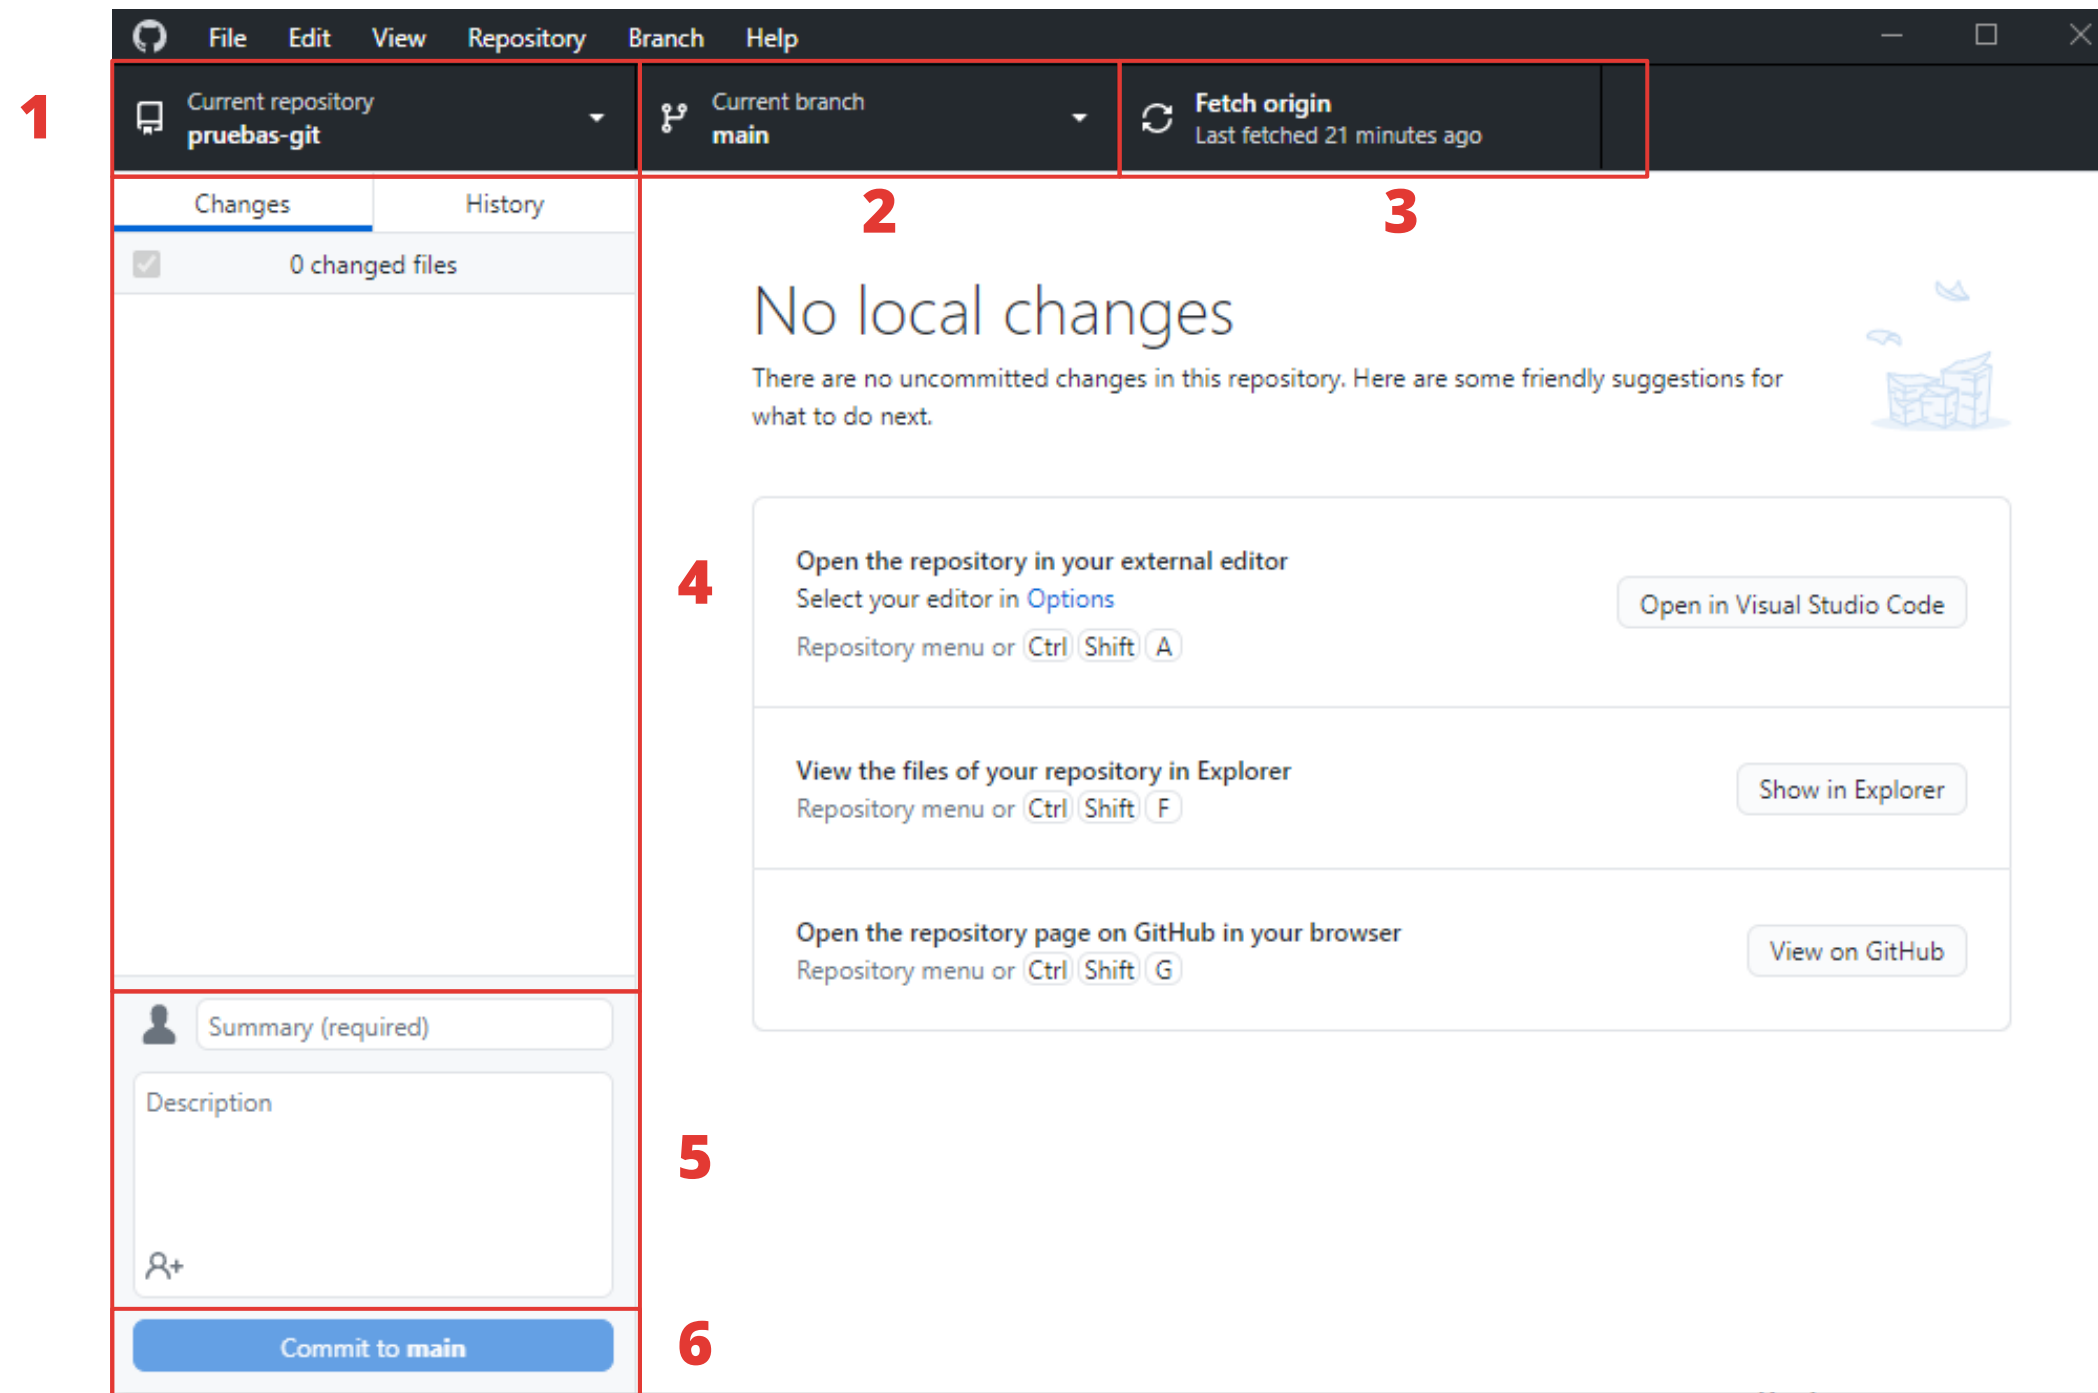 File Edit View Repository Branch Help
1
Current repository
pruebas-git
Current branch
main
Fetch origin
Last fetched 21 minutes ago
2
3
Changes
History
0 changed files
No local changes
There are no uncommitted changes in this repository. Here are some friendly suggestions for
what to do next.
4
Open the repository in your external editor
Select your editor in Options
Repository menu or Ctrl Shift A
Open in Visual Studio Code
View the files of your repository in Explorer
Repository menu or Ctrl Shift F
Show in Explorer
Open the repository page on GitHub in your browser
Repository menu or Ctrl Shift G
View on GitHub
Summary (required)
Description
5
Commit to main
6